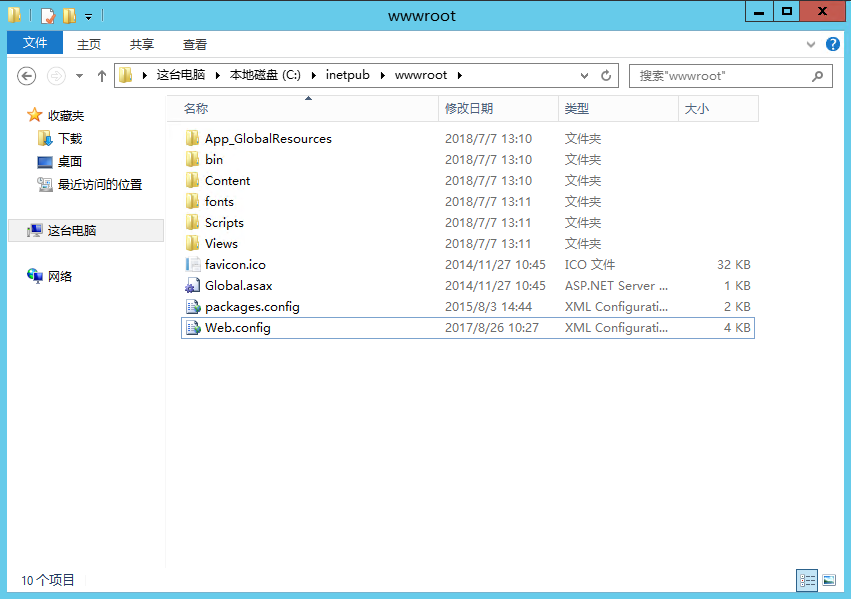 wwwroot
文件 主页 共享 查看
这台电脑 本地磁盘 (C:) inetpub wwwroot 搜索"wwwroot"
收藏夹
下载
桌面
最近访问的位置
这台电脑
网络
名称 修改日期 类型 大小
App_GlobalResources 2018/7/7 13:10 文件夹
bin 2018/7/7 13:10 文件夹
Content 2018/7/7 13:10 文件夹
fonts 2018/7/7 13:11 文件夹
Scripts 2018/7/7 13:11 文件夹
Views 2018/7/7 13:11 文件夹
favicon.ico 2014/11/27 10:45 ICO 文件 32 KB
Global.asax 2014/11/27 10:45 ASP.NET Server ... 1 KB
packages.config 2015/8/3 14:44 XML Configurati... 2 KB
Web.config 2017/8/26 10:27 XML Configurati... 4 KB
10 个项目